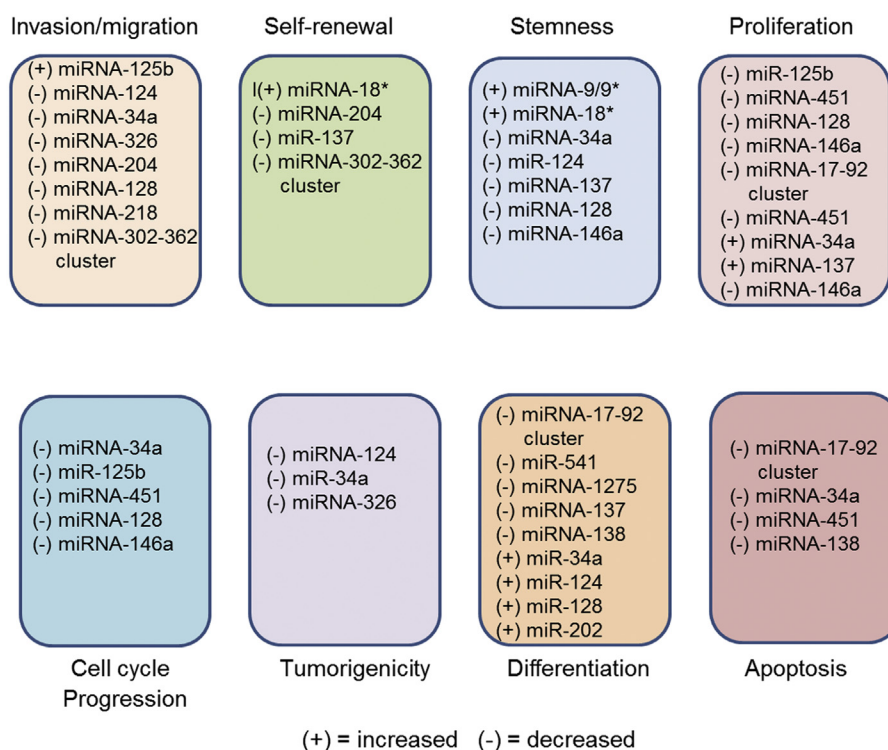 Invasion/migration
(+) miRNA-125b
(-) miRNA-124
(-) miRNA-34a
(-) miRNA-326
(-) miRNA-204
(-) miRNA-128
(-) miRNA-218
(-) miRNA-302-362
cluster
Self-renewal
I(+) miRNA-18*
(-) miRNA-204
(-) miR-137
(-) miRNA-302-362
cluster
Stemness
(+) miRNA-9/9*
(+) miRNA-18*
(-) miRNA-34a
(-) miR-124
(-) miRNA-137
(-) miRNA-128
(-) miRNA-146a
Proliferation
(-) miR-125b
(-) miRNA-451
(-) miRNA-128
(-) miRNA-146a
(-) miRNA-17-92
cluster
(-) miRNA-451
(+) miRNA-34a
(+) miRNA-137
(-) miRNA-146a
(-) miRNA-34a
(-) miR-125b
(-) miRNA-451
(-) miRNA-128
(-) miRNA-146a
Cell cycle
Progression
(-) miRNA-124
(-) miR-34a
(-) miRNA-326
Tumorigenicity
(-) miRNA-17-92
cluster
(-) miR-541
(-) miRNA-1275
(-) miRNA-137
(-) miRNA-138
(+) miR-34a
(+) miR-124
(+) miR-128
(+) miR-202
Differentiation
(-) miRNA-17-92
cluster
(-) miRNA-34a
(-) miRNA-451
(-) miRNA-138
Apoptosis
(+) = increased (-) = decreased